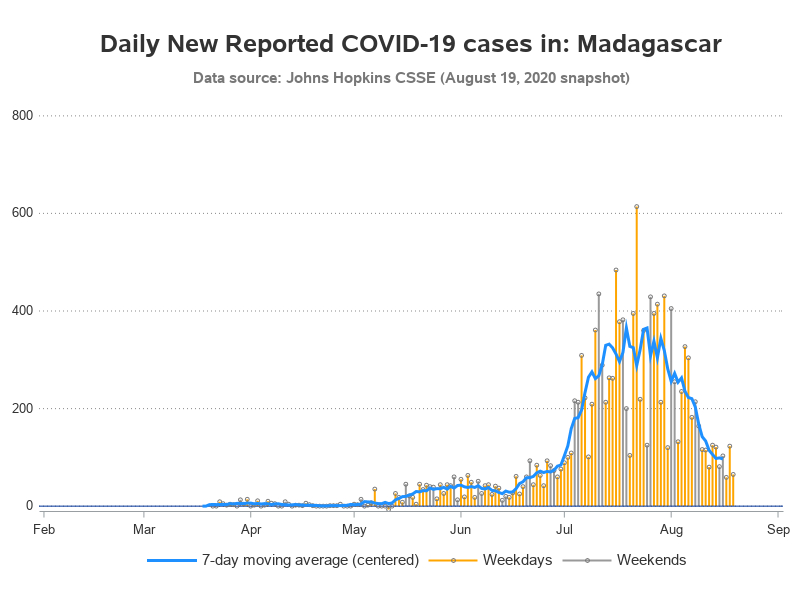 Daily New Reported COVID-19 cases in: Madagascar
Data source: Johns Hopkins CSSE (August 19, 2020 snapshot)
800
600
400
200
0
Feb Mar Apr May Jun Jul Aug Sep
7-day moving average (centered) Weekdays Weekends